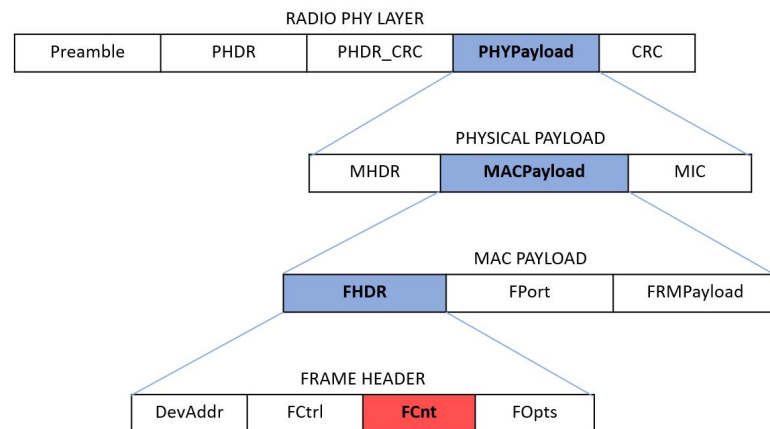 RADIO PHY LAYER
Preamble PHDR PHDR_CRC PHYPayload CRC
PHYSICAL PAYLOAD
MHDR MACPayload MIC
MAC PAYLOAD
FHDR FPort FRMPayload
FRAME HEADER
DevAddr FCtrl FCnt FOpts